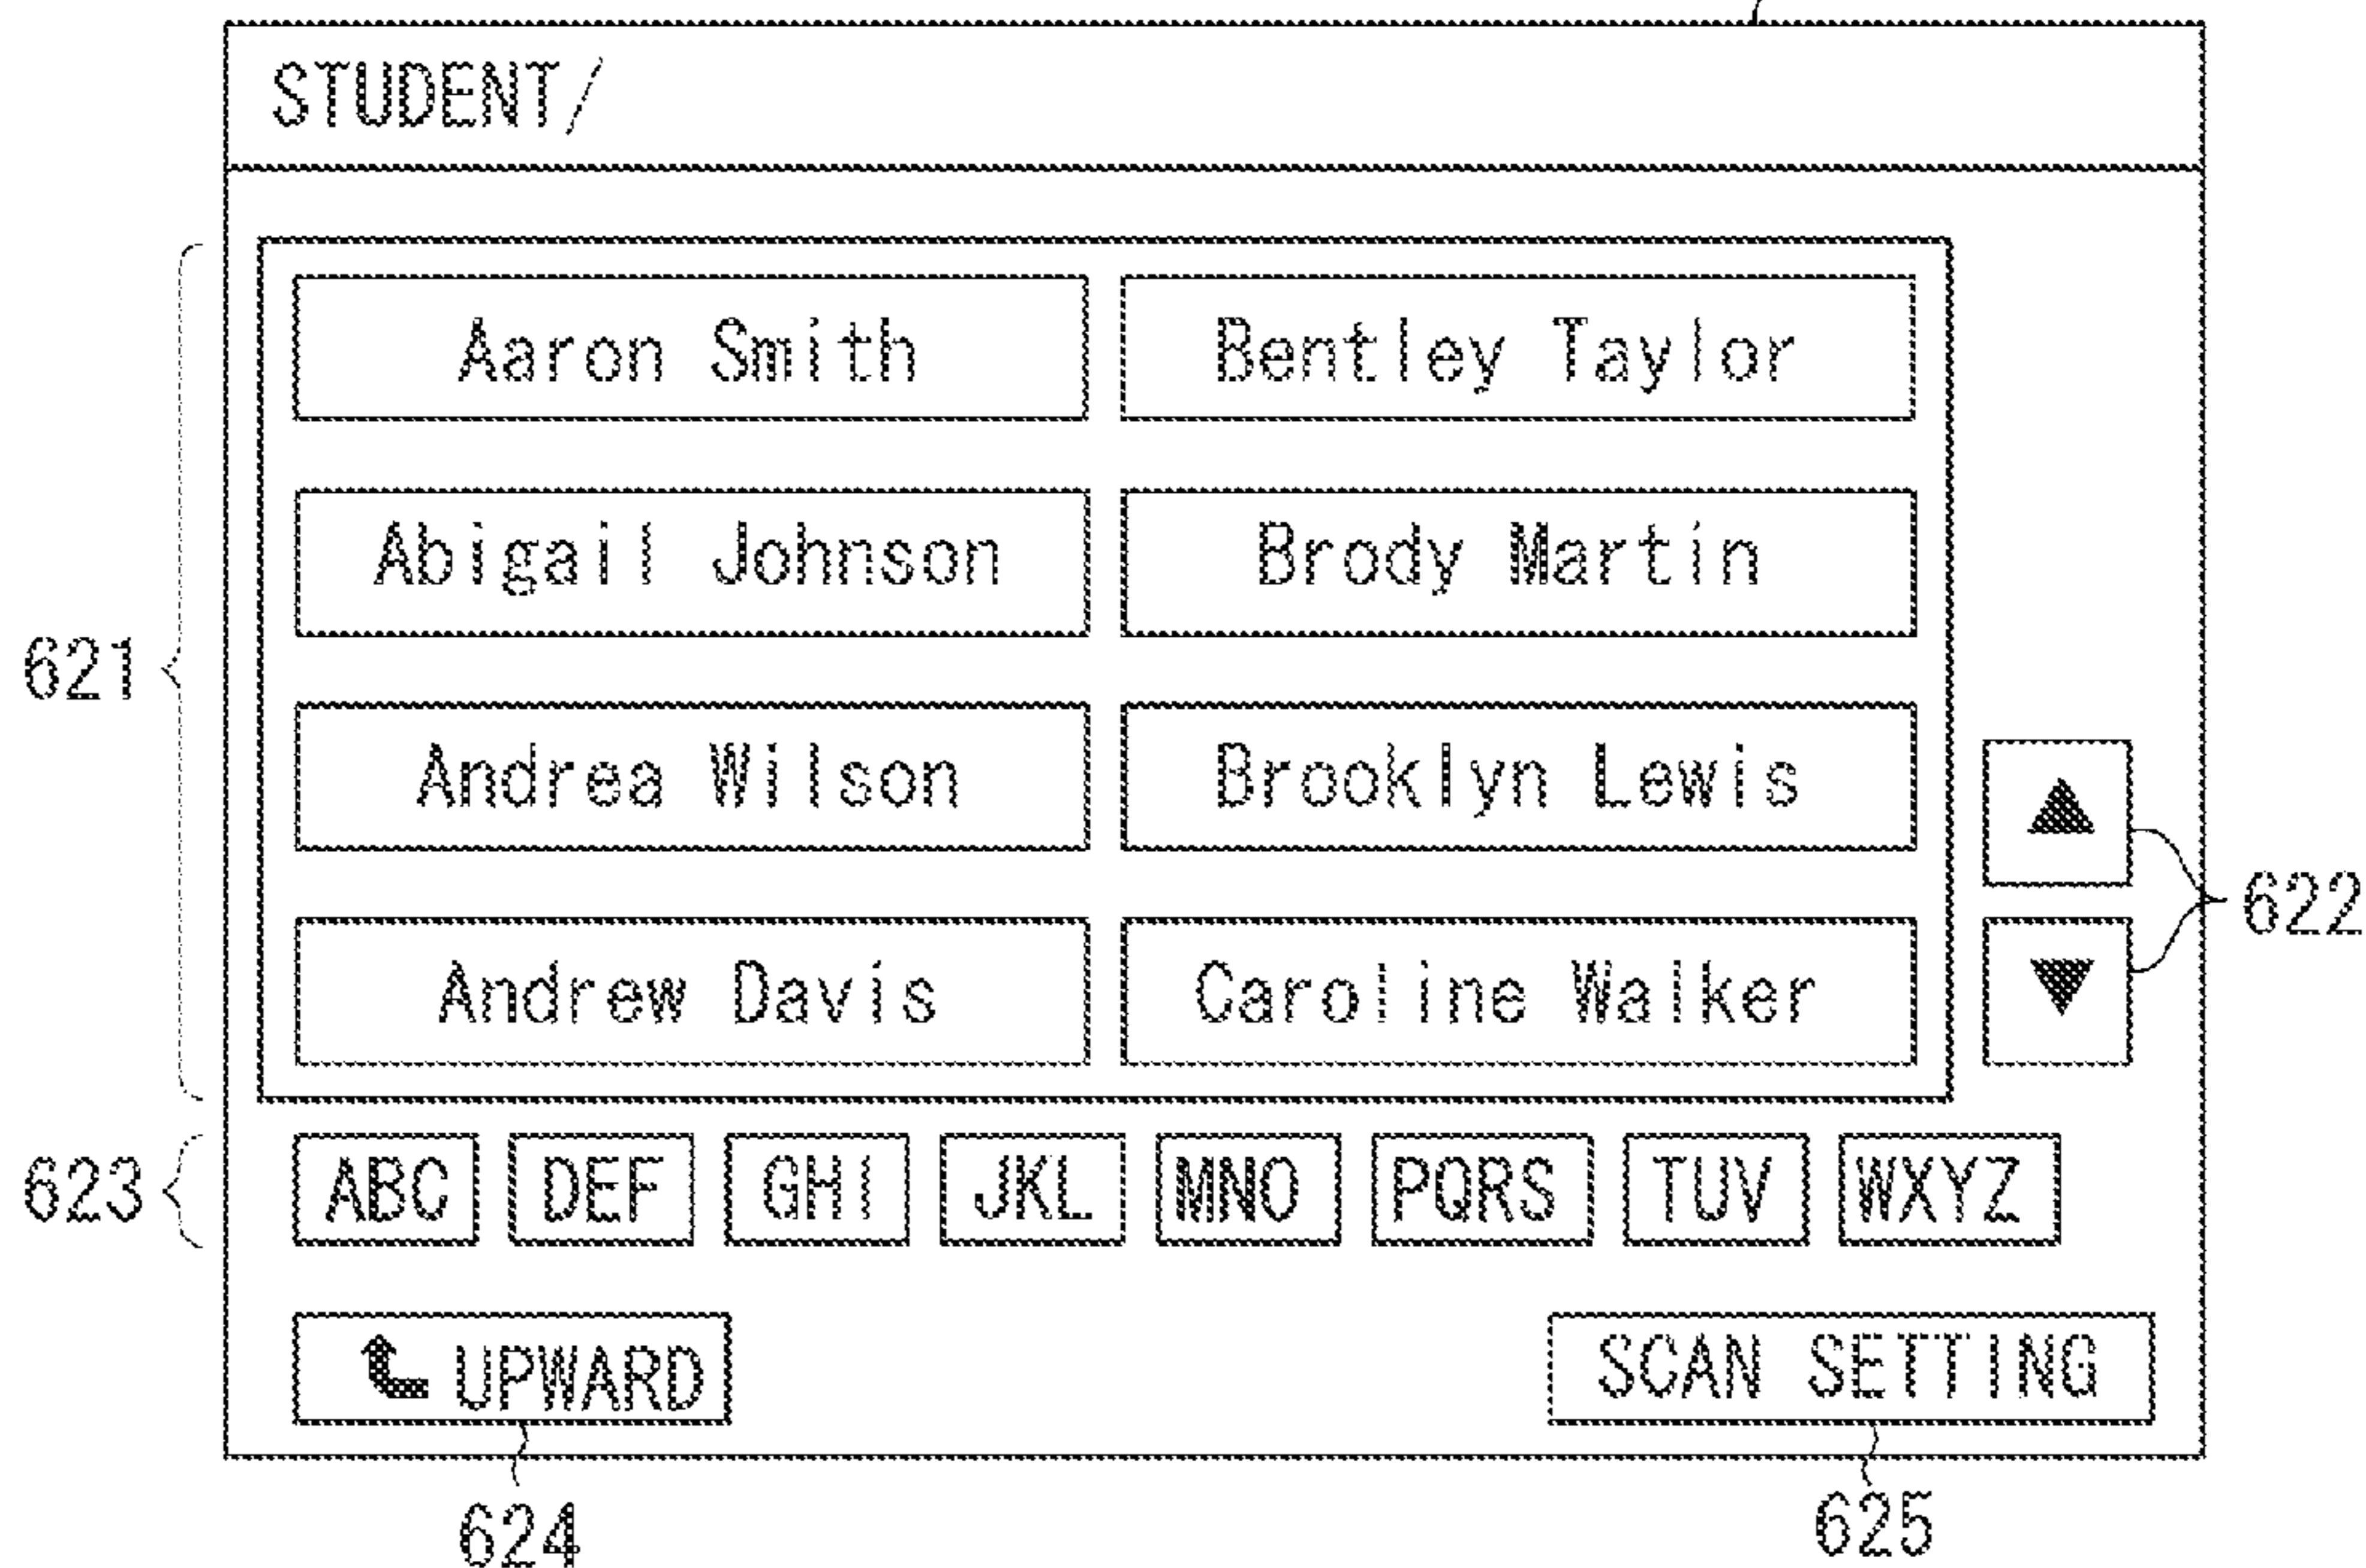 STUDENT/
Aaron Smith Bentley Taylor
Abigail Johnson Brody Martin
621
Andrea Wilson Brooklyn Lewis
622
Andrew Davis Caroline Walker
623 ABC DEF GHI JKL MNO PQRS TUV WXYZ
UPWARD SCAN SETTING
624 625